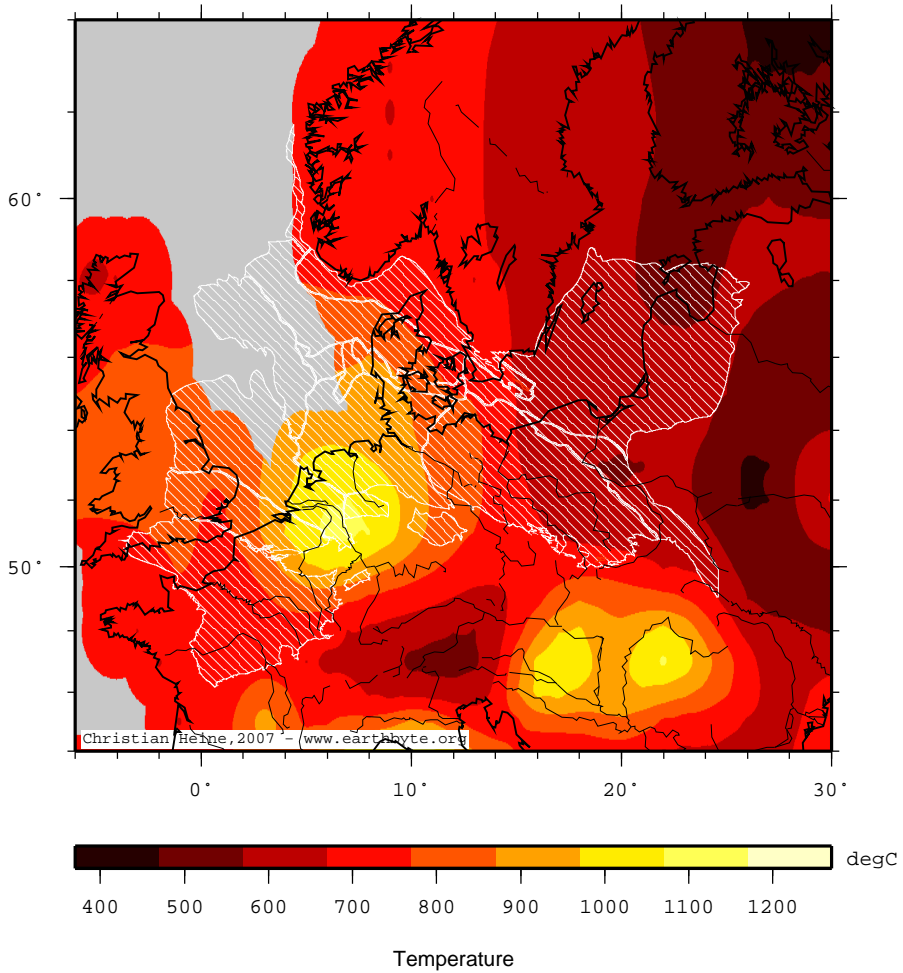 60°
50°
Christian Heine,2007 - www.earthbyte.org
0° 10° 20° 30°
degC
400 500 600 700 800 900 1000 1100 1200
Temperature